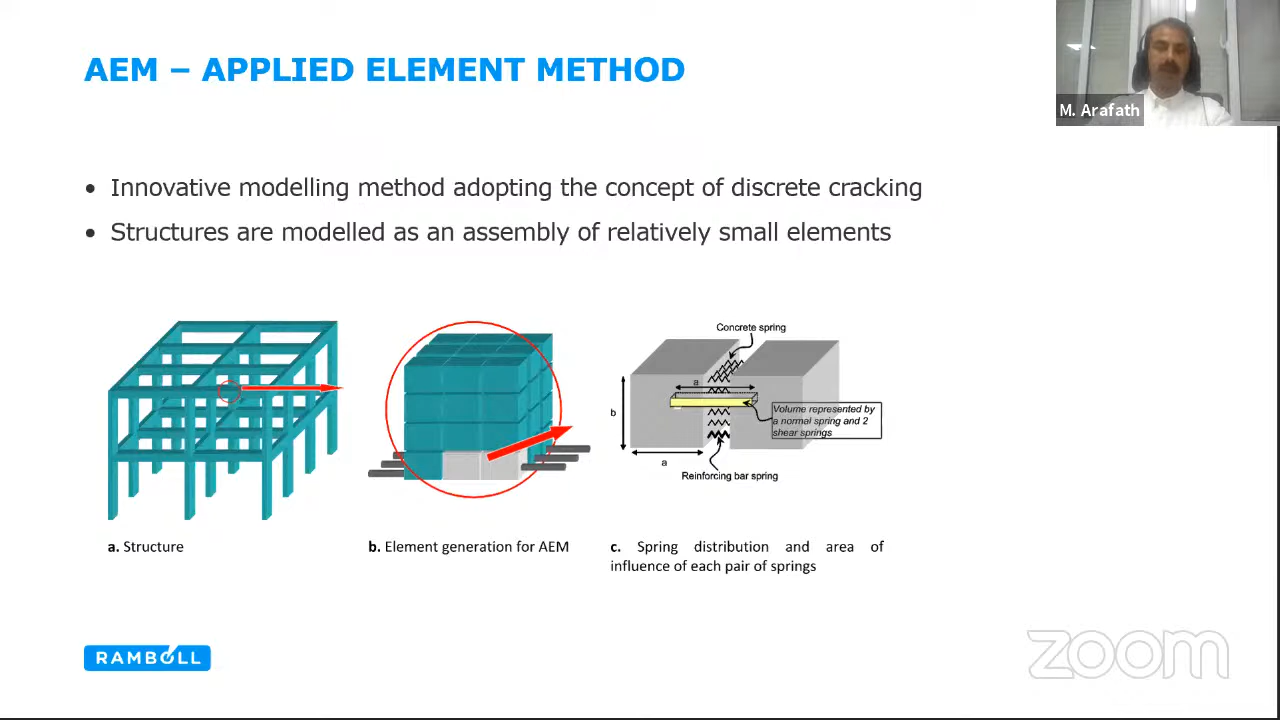 AEM – APPLIED ELEMENT METHOD
M. Arafath
• Innovative modelling method adopting the concept of discrete cracking
• Structures are modelled as an assembly of relatively small elements
Concrete spring
a
b
Volume represented by
a normal spring and 2
shear springs
a
Reinforcing bar spring
a. Structure
b. Element generation for AEM
c. Spring distribution and area of
influence of each pair of springs
RAMBOLL
zoom